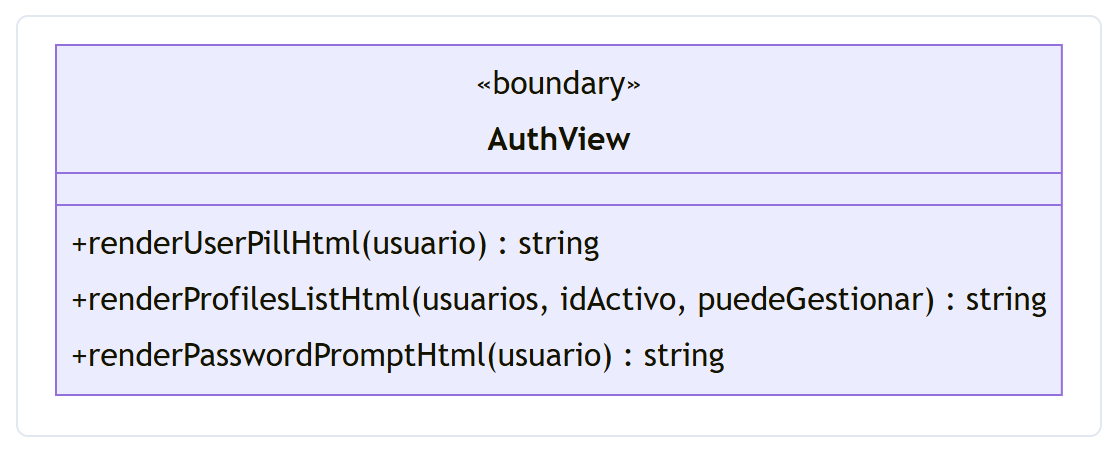 «boundary»
AuthView
+renderUserPillHtml(usuario) : string
+renderProfilesListHtml(usuarios, idActivo, puedeGestionar) : string
+renderPasswordPromptHtml(usuario) : string